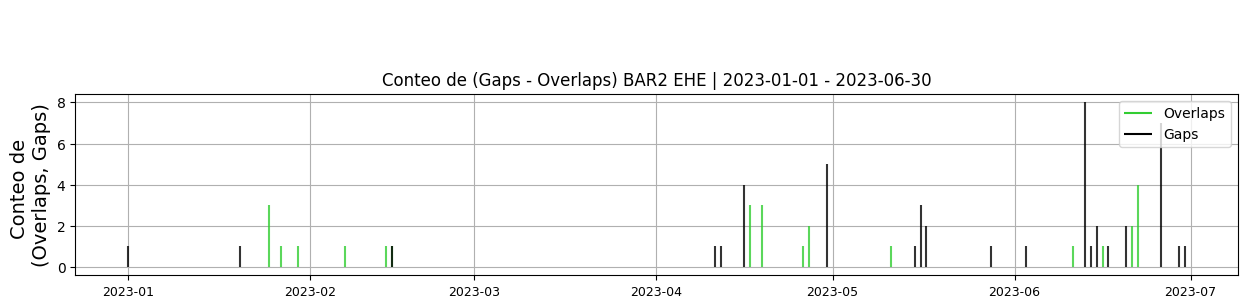 Conteo de (Gaps - Overlaps) BAR2 EHE | 2023-01-01 - 2023-06-30
Conteo de
(Overlaps, Gaps)
8
6
4
2
0
Overlaps
Gaps
2023-01 2023-02 2023-03 2023-04 2023-05 2023-06 2023-07